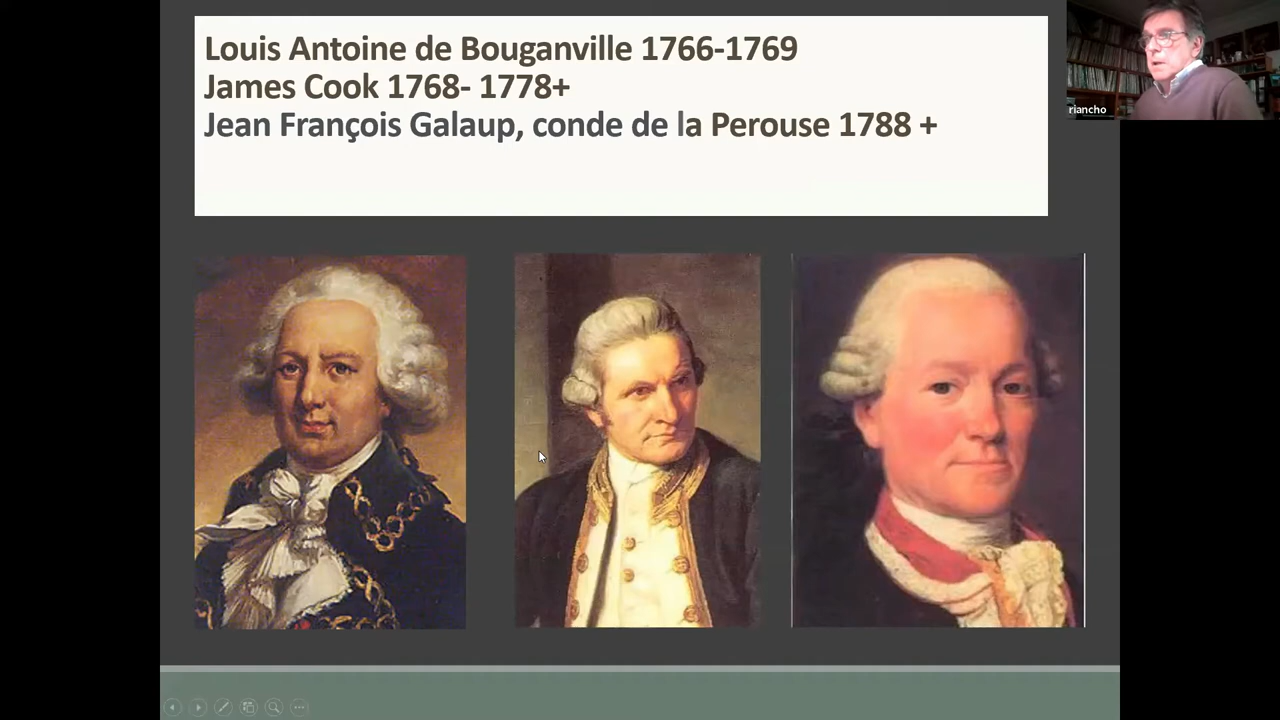 Louis Antoine de Bouganville 1766-1769
James Cook 1768- 1778+
Jean François Galaup, conde de la Perouse 1788 +
riancho